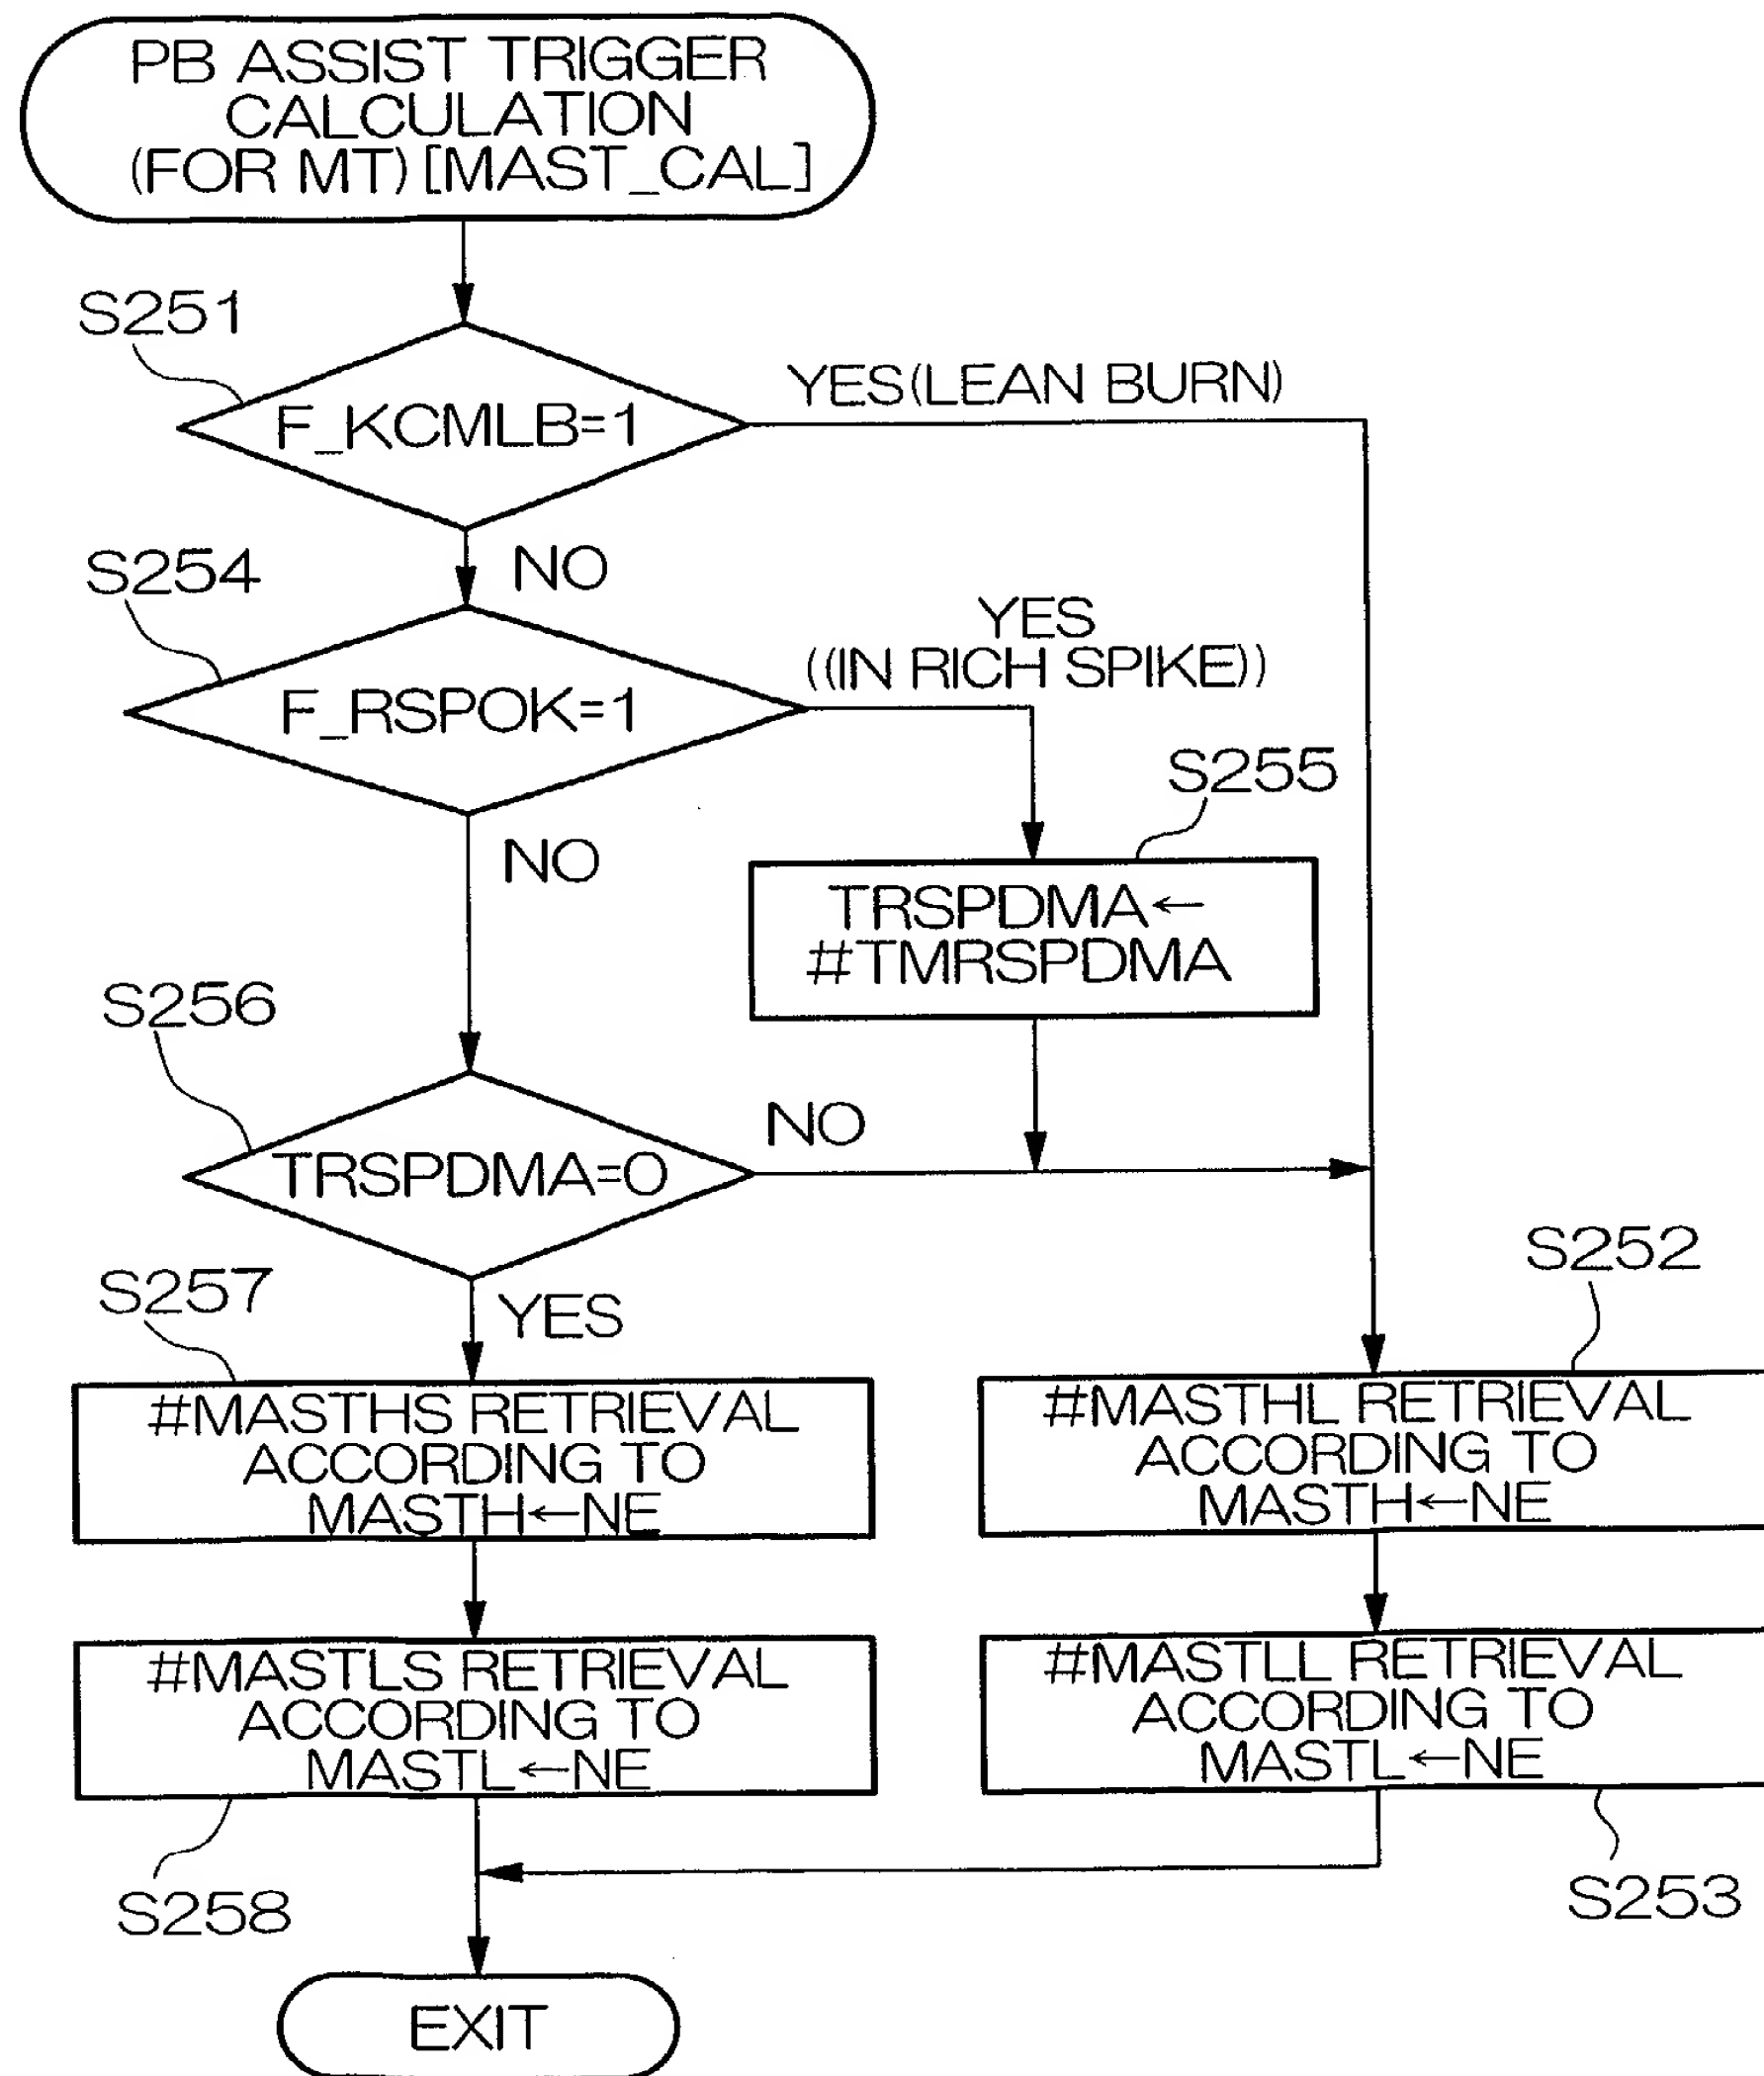 PB ASSIST TRIGGER
CALCULATION
(FOR MT) [MAST_CAL]
S251
YES(LEAN BURN)
F_KCMLB=1
NO
S254
YES
((IN RICH SPIKE))
F_RSPOK=1
S255
NO
TRSPDMA←
#TMRSPDMA
S256
NO
TRSPDMA=0
S252
S257
YES
#MASTHS RETRIEVAL
ACCORDING TO
MASTH←NE
#MASTHL RETRIEVAL
ACCORDING TO
MASTH←NE
#MASTLS RETRIEVAL
ACCORDING TO
MASTL←NE
#MASTLL RETRIEVAL
ACCORDING TO
MASTL←NE
S258
S253
EXIT